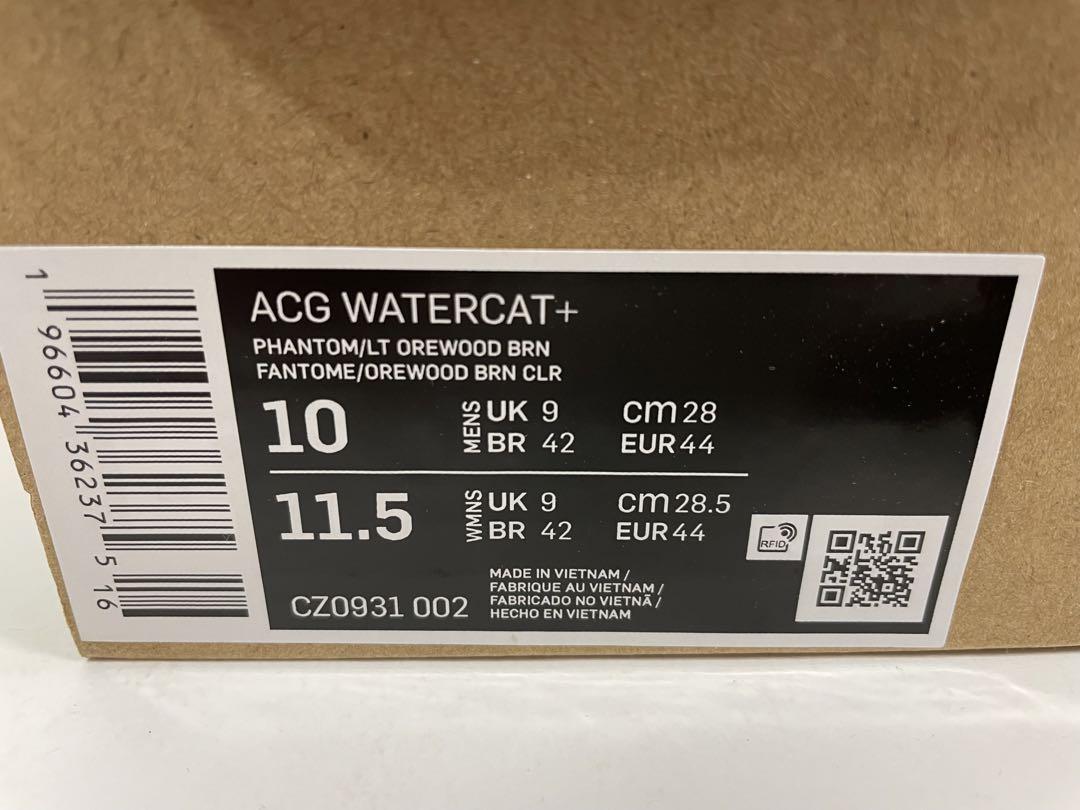 1 96604 36237 5 16
ACG WATERCAT+
PHANTOM/LT OREWOOD BRN
FANTOME/OREWOOD BRN CLR
10 MENS UK 9 cm 28
BR 42 EUR 44
11.5 WMNS UK 9 cm 28.5
BR 42 EUR 44
RFID
CZ0931 002
MADE IN VIETNAM /
FABRIQUE AU VIETNAM /
FABRICADO NO VIETNÃ /
HECHO EN VIETNAM